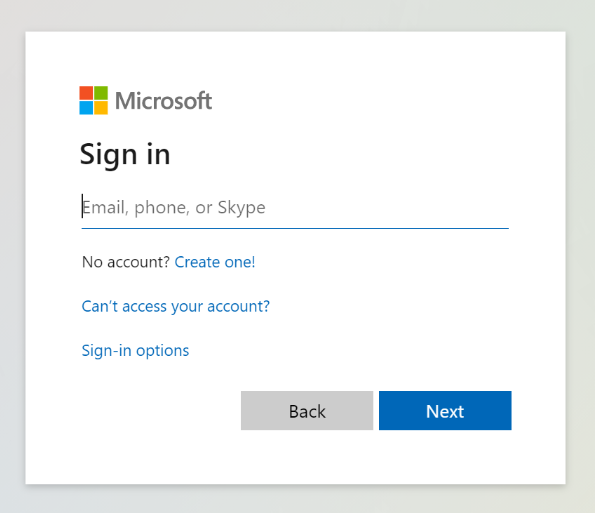 Microsoft
Sign in
Email, phone, or Skype
No account? Create one!
Can't access your account?
Sign-in options
Back
Next